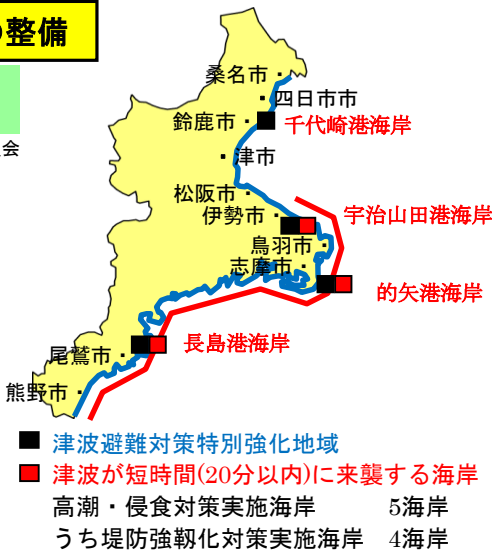 の整備
会
桑名市
四日市市
鈴鹿市
千代崎港海岸
津市
松阪市
伊勢市
宇治山田港海岸
鳥羽市
志摩市
的矢港海岸
長島港海岸
尾鷲市
熊野市
津波避難対策特別強化地域
津波が短時間(20分以内)に来襲する海岸
高潮・侵食対策実施海岸 5海岸
うち堤防強靱化対策実施海岸 4海岸